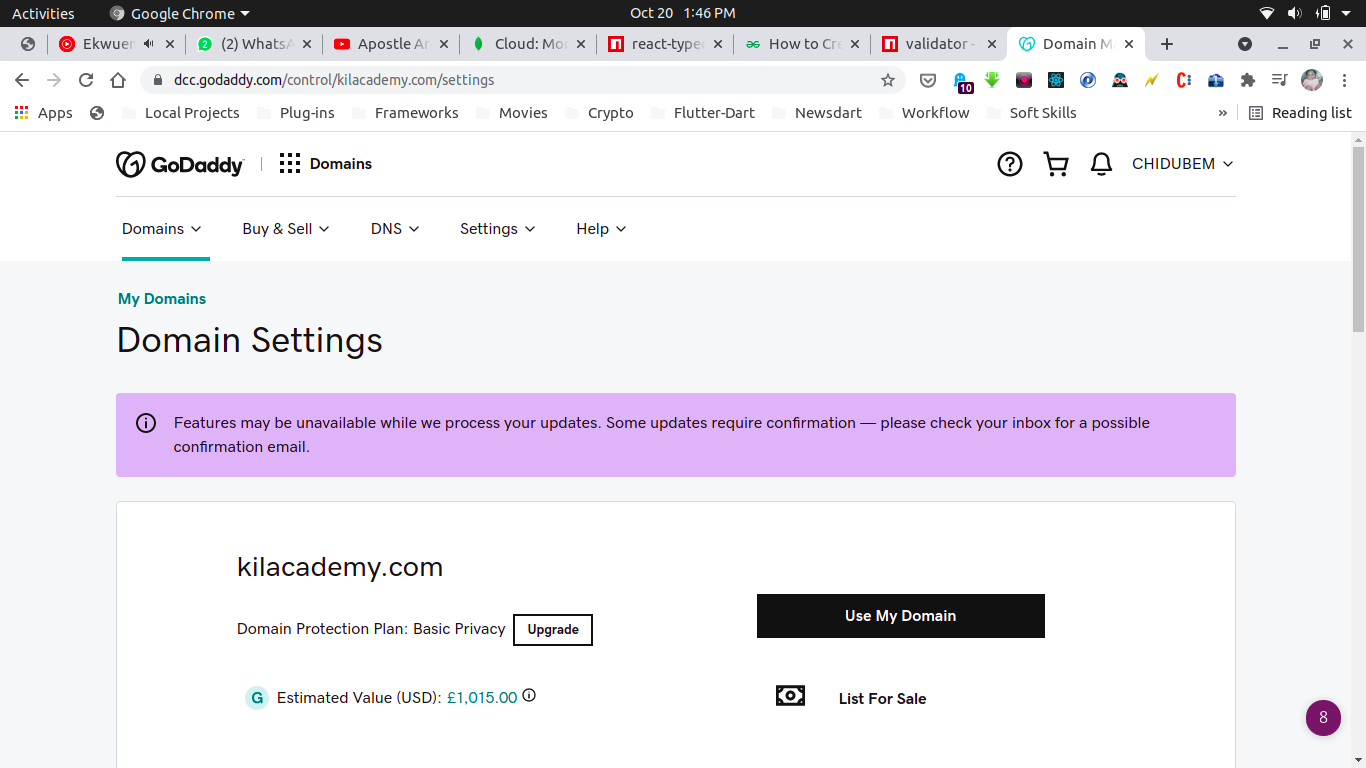 Activities Google Chrome Oct 20 1:46 PM
Ekwuer (2) WhatsA Apostle Ar Cloud: Mon react-type How to Cre validator - Domain Ma
dcc.godaddy.com/control/kilacademy.com/settings
10
Apps Local Projects Plug-ins Frameworks Movies Crypto Flutter-Dart Newsdart Workflow Soft Skills » Reading list
GoDaddy Domains CHIDUBEM
Domains Buy & Sell DNS Settings Help
My Domains
Domain Settings
Features may be unavailable while we process your updates. Some updates require confirmation — please check your inbox for a possible
confirmation email.
kilacademy.com
Use My Domain
Domain Protection Plan: Basic Privacy Upgrade
G Estimated Value (USD): £1,015.00
List For Sale
8